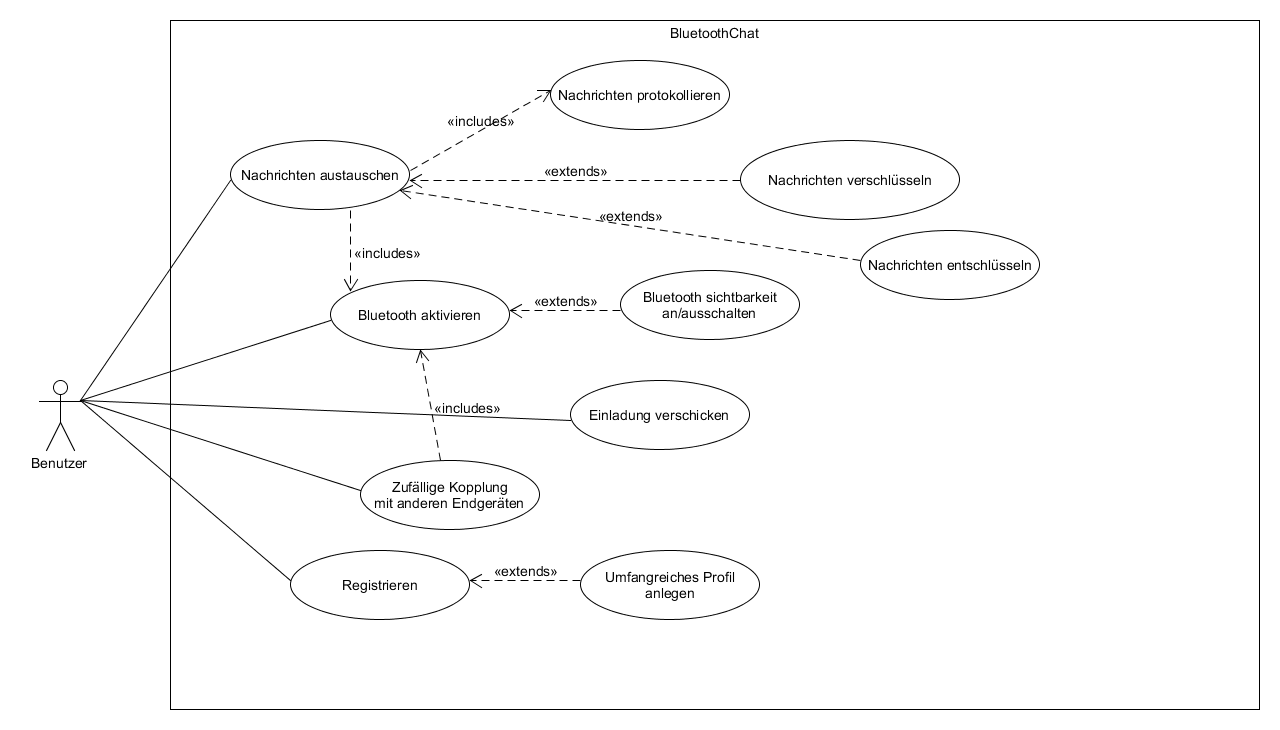 BluetoothChat
Nachrichten protokollieren
«includes»
Nachrichten austauschen
«extends»
Nachrichten verschlüsseln
«extends»
Nachrichten entschlüsseln
«includes»
Bluetooth aktivieren
«extends»
Bluetooth sichtbarkeit
an/ausschalten
«includes»
Einladung verschicken
Benutzer
Zufällige Kopplung
mit anderen Endgeräten
Registrieren
«extends»
Umfangreiches Profil
anlegen